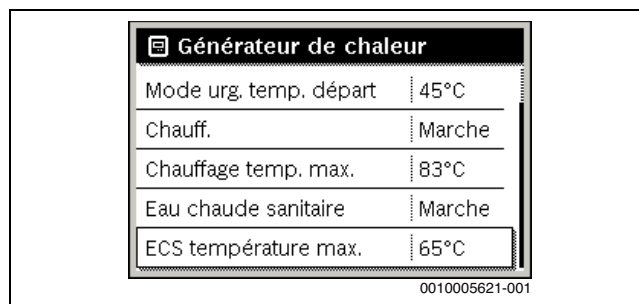 Générateur de chaleur
Mode urg. temp. départ 45°C
Chauff. Marche
Chauffage temp. max. 83°C
Eau chaude sanitaire Marche
ECS température max. 65°C
0010005621-001